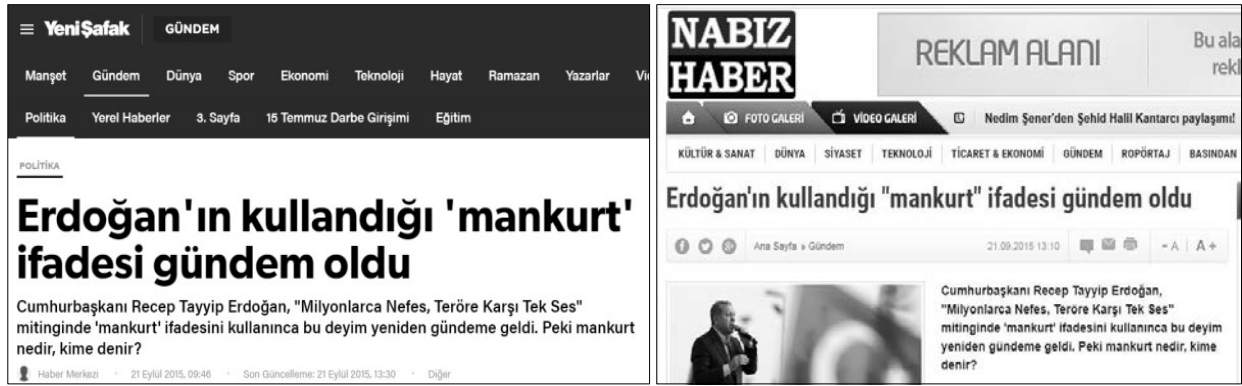 YeniŞafak GÜNDEM
Manşet Gündem Dünya Spor Ekonomi Teknoloji Hayat Ramazan Yazarlar
Politika Yerel Haberler 3. Sayfa 15 Temmuz Darbe Girişimi Eğitim
POLİTİKA
Erdoğan'ın kullandığı 'mankurt'
ifadesi gündem oldu
Cumhurbaşkanı Recep Tayyip Erdoğan, "Milyonlarca Nefes, Teröre Karşı Tek Ses"
mitinginde 'mankurt' ifadesini kullanınca bu deyim yeniden gündeme geldi. Peki mankurt
nedir, kime denir?
Haber Merkezi · 21 Eylül 2015, 09:46 · Son Güncelleme: 21 Eylül 2015, 13:30 · Diğer
NABIZ
HABER
REKLAM ALANI
Bu ala
rekl
FOTO GALERİ VİDEO GALERİ Nedim Şener'den Şehid Halil Kantarcı paylaşımı!
KÜLTÜR & SANAT DÜNYA SİYASET TEKNOLOJİ TİCARET & EKONOMİ GÜNDEM ROPÖRTAJ BASINDAN
Erdoğan'ın kullandığı "mankurt" ifadesi gündem oldu
Ana Sayfa » Gündem 21.09.2015 13:10 - A A +
Cumhurbaşkanı Recep Tayyip Erdoğan,
"Milyonlarca Nefes, Teröre Karşı Tek Ses"
mitinginde 'mankurt' ifadesini kullanınca bu deyim
yeniden gündeme geldi. Peki mankurt nedir, kime
denir?